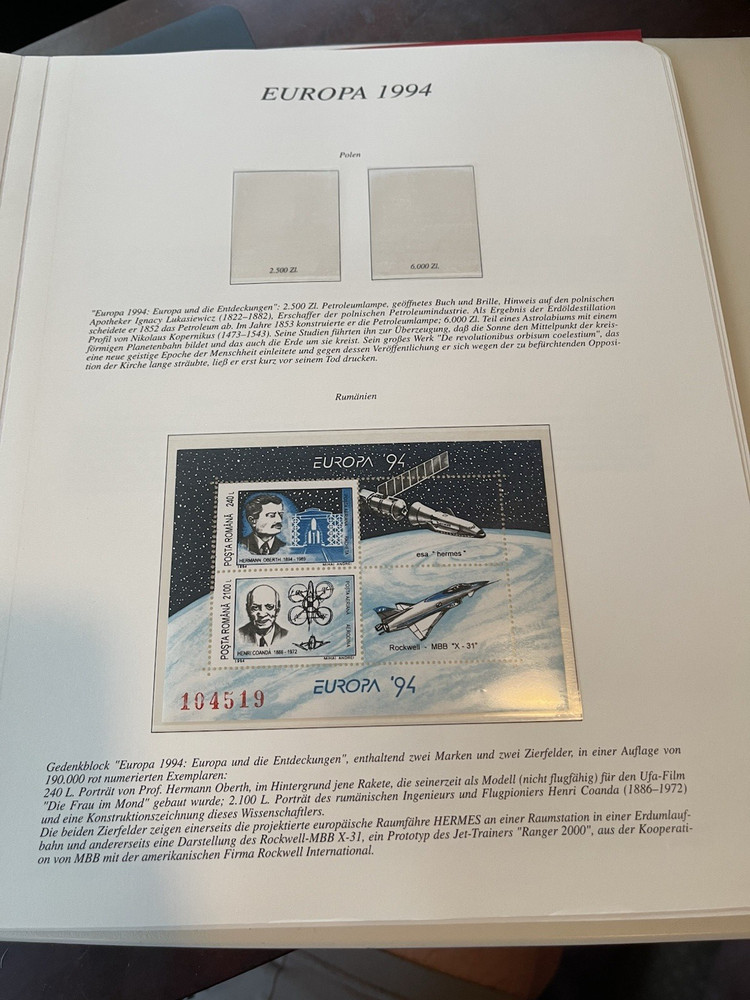 EUROPA 1994
Polen
2.500 Zl.
6.000 Zl.
"Europa 1994: Europa und die Entdeckungen": 2.500 Zl. Petroleumlampe, geöffnetes Buch und Brille, Hinweis auf den polnischen
Apotheker Ignacy Lukasiewicz (1822-1882), Erschaffer der polnischen Petroleumindustrie. Als Ergebnis der Erdöldestillation
scheidete er 1852 das Petroleum ab. Im Jahre 1853 konstruierte er die Petroleumlampe; 6.000 Zl. Teil eines Astrolabiums mit einem
Profil von Nikolaus Kopernikus (1473-1543). Seine Studien führten ihn zur Überzeugung, daß die Sonne den Mittelpunkt der kreis-
förmigen Planetenbahn bildet und das auch die Erde um sie kreist. Sein großes Werk "De revolutionibus orbisum coelestium", das
eine neue geistige Epoche der Menschheit einleitete und gegen dessen Veröffentlichung er sich wegen der zu befürchtenden Opposi-
tion der Kirche lange sträubte, ließ er erst kurz vor seinem Tod drucken.
Rumänien
EUROPA '94
POŞTA ROMÂNĂ 240 L
HERMANN OBERTH, 1894 - 1989
1994
esa "hermes"
POŞTA ROMÂNĂ 2100 L
HENRI COANDĂ 1886 - 1972
1994
Rockwell - MBB "X - 31"
104519
EUROPA '94
Gedenkblock "Europa 1994: Europa und die Entdeckungen", enthaltend zwei Marken und zwei Zierfelder, in einer Auflage von
190.000 rot numerierten Exemplaren:
240 L. Porträt von Prof. Hermann Oberth, im Hintergrund jene Rakete, die seinerzeit als Modell (nicht flugfähig) für den Ufa-Film
"Die Frau im Mond" gebaut wurde; 2.100 L. Porträt des rumänischen Ingenieurs und Flugpioniers Henri Coanda (1886-1972)
und eine Konstruktionszeichnung dieses Wissenschaftlers.
Die beiden Zierfelder zeigen einerseits die projektierte europäische Raumfähre HERMES an einer Raumstation in einer Erdumlauf-
bahn und andererseits eine Darstellung des Rockwell-MBB X-31, ein Prototyp des Jet-Trainers "Ranger 2000", aus der Kooperati-
on von MBB mit der amerikanischen Firma Rockwell International.